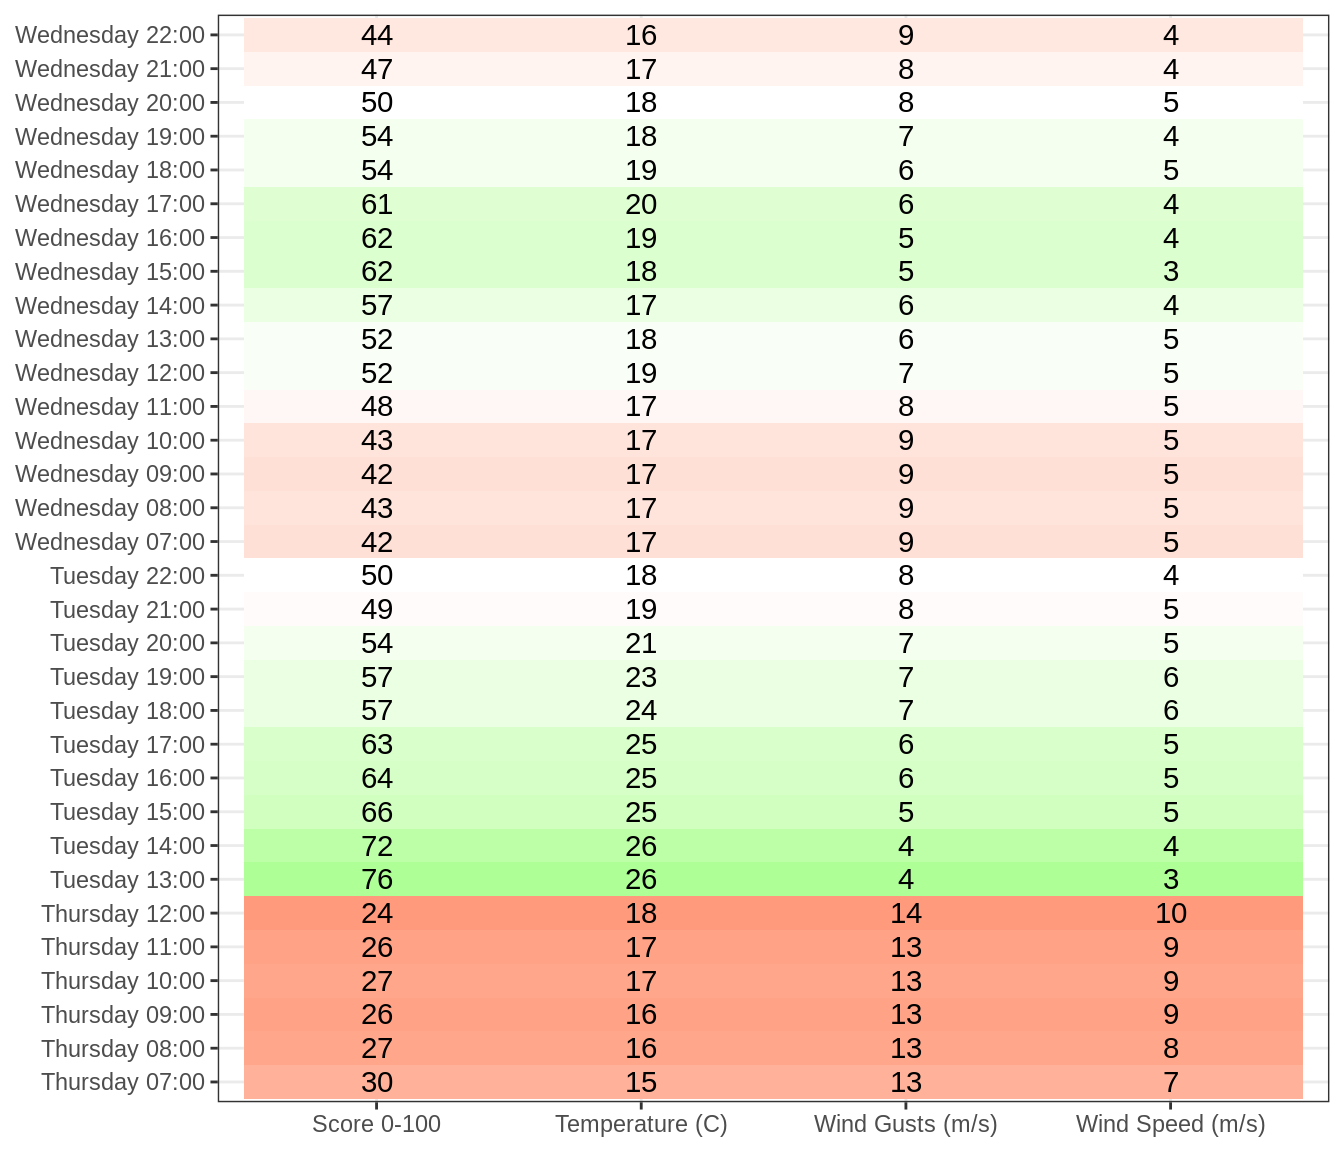 Wednesday 22:00 44 16 9 4
Wednesday 21:00 47 17 8 4
Wednesday 20:00 50 18 8 5
Wednesday 19:00 54 18 7 4
Wednesday 18:00 54 19 6 5
Wednesday 17:00 61 20 6 4
Wednesday 16:00 62 19 5 4
Wednesday 15:00 62 18 5 3
Wednesday 14:00 57 17 6 4
Wednesday 13:00 52 18 6 5
Wednesday 12:00 52 19 7 5
Wednesday 11:00 48 17 8 5
Wednesday 10:00 43 17 9 5
Wednesday 09:00 42 17 9 5
Wednesday 08:00 43 17 9 5
Wednesday 07:00 42 17 9 5
Tuesday 22:00 50 18 8 4
Tuesday 21:00 49 19 8 5
Tuesday 20:00 54 21 7 5
Tuesday 19:00 57 23 7 6
Tuesday 18:00 57 24 7 6
Tuesday 17:00 63 25 6 5
Tuesday 16:00 64 25 6 5
Tuesday 15:00 66 25 5 5
Tuesday 14:00 72 26 4 4
Tuesday 13:00 76 26 4 3
Thursday 12:00 24 18 14 10
Thursday 11:00 26 17 13 9
Thursday 10:00 27 17 13 9
Thursday 09:00 26 16 13 9
Thursday 08:00 27 16 13 8
Thursday 07:00 30 15 13 7
Score 0-100 Temperature (C) Wind Gusts (m/s) Wind Speed (m/s)